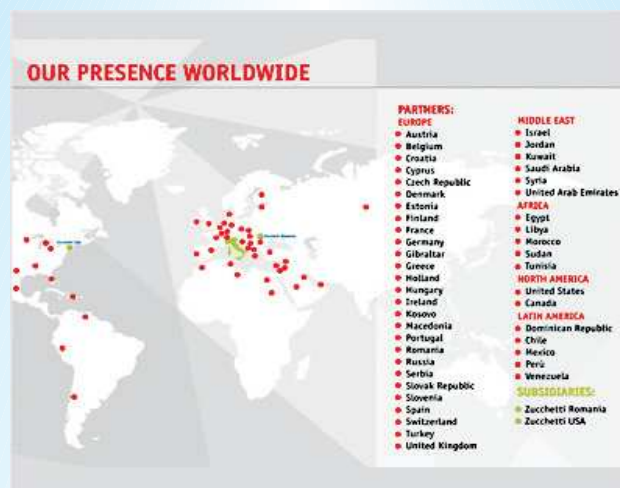 OUR PRESENCE WORLDWIDE
PARTNERS:
EUROPE
Austria
Belgium
Croatia
Cyprus
Czech Republic
Denmark
Estonia
Finland
France
Germany
Gibraltar
Greece
Holland
Hungary
Ireland
Kosovo
Macedonia
Portugal
Romania
Russia
Serbia
Slovak Republic
Slovenia
Spain
Switzerland
Turkey
United Kingdom
MIDDLE EAST
Israel
Jordan
Kuwait
Saudi Arabia
Syria
United Arab Emirates
AFRICA
Egypt
Libya
Morocco
Sudan
Tunisia
NORTH AMERICA
United States
Canada
LATIN AMERICA
Dominican Republic
Chile
Mexico
Perù
Venezuela
SUBSIDIARIES:
Zucchetti Romania
Zucchetti USA